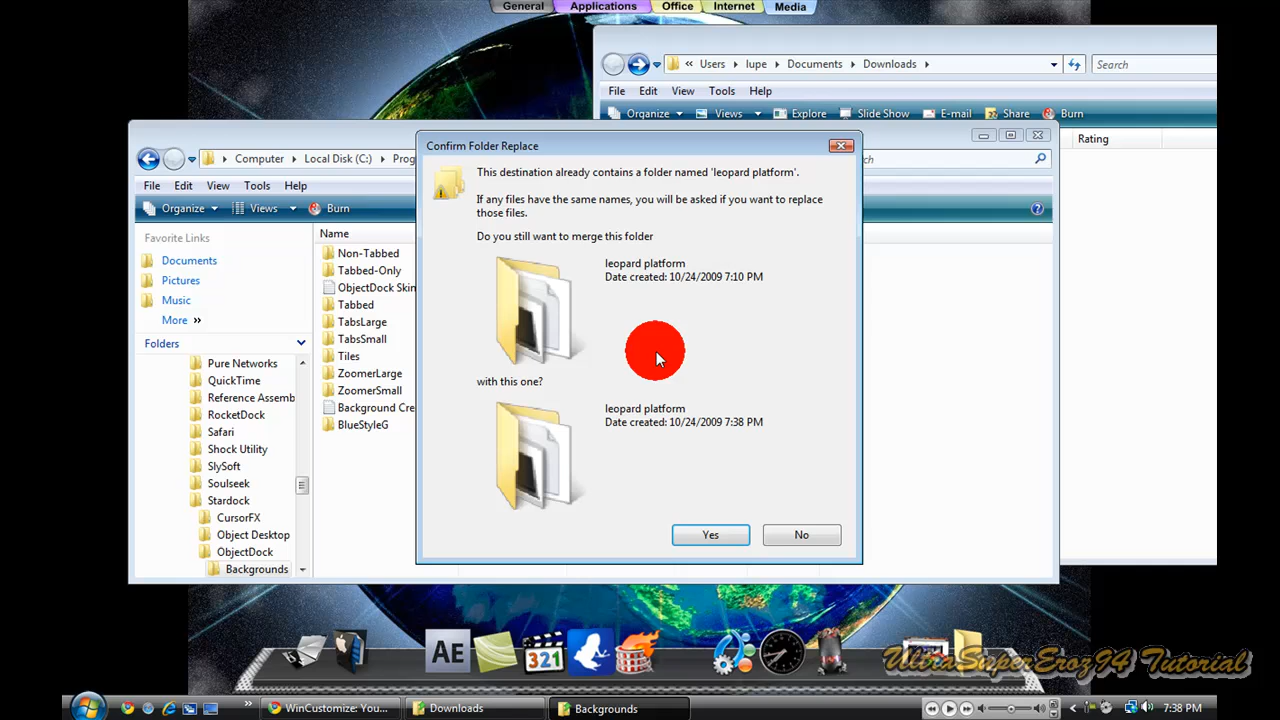 General Applications Office Internet Media
« Users › lupe › Documents › Downloads ›
Search
File Edit View Tools Help
Organize Views Explore Slide Show E-mail Share Burn
Rating
Computer › Local Disk (C:) › Prog
ch
File Edit View Tools Help
Organize Views Burn
Favorite Links
Documents
Pictures
Music
More »
Folders
Pure Networks
QuickTime
Reference Assemb
RocketDock
Safari
Shock Utility
SlySoft
Soulseek
Stardock
CursorFX
Object Desktop
ObjectDock
Backgrounds
Name
Non-Tabbed
Tabbed-Only
ObjectDock Skin
Tabbed
TabsLarge
TabsSmall
Tiles
ZoomerLarge
ZoomerSmall
Background Cre
BlueStyleG
Confirm Folder Replace
This destination already contains a folder named 'leopard platform'.
If any files have the same names, you will be asked if you want to replace
those files.
Do you still want to merge this folder
leopard platform
Date created: 10/24/2009 7:10 PM
with this one?
leopard platform
Date created: 10/24/2009 7:38 PM
Yes No
AE
321
UltraSuperEroz94 Tutorial
» WinCustomize: You... Downloads Backgrounds 7:38 PM